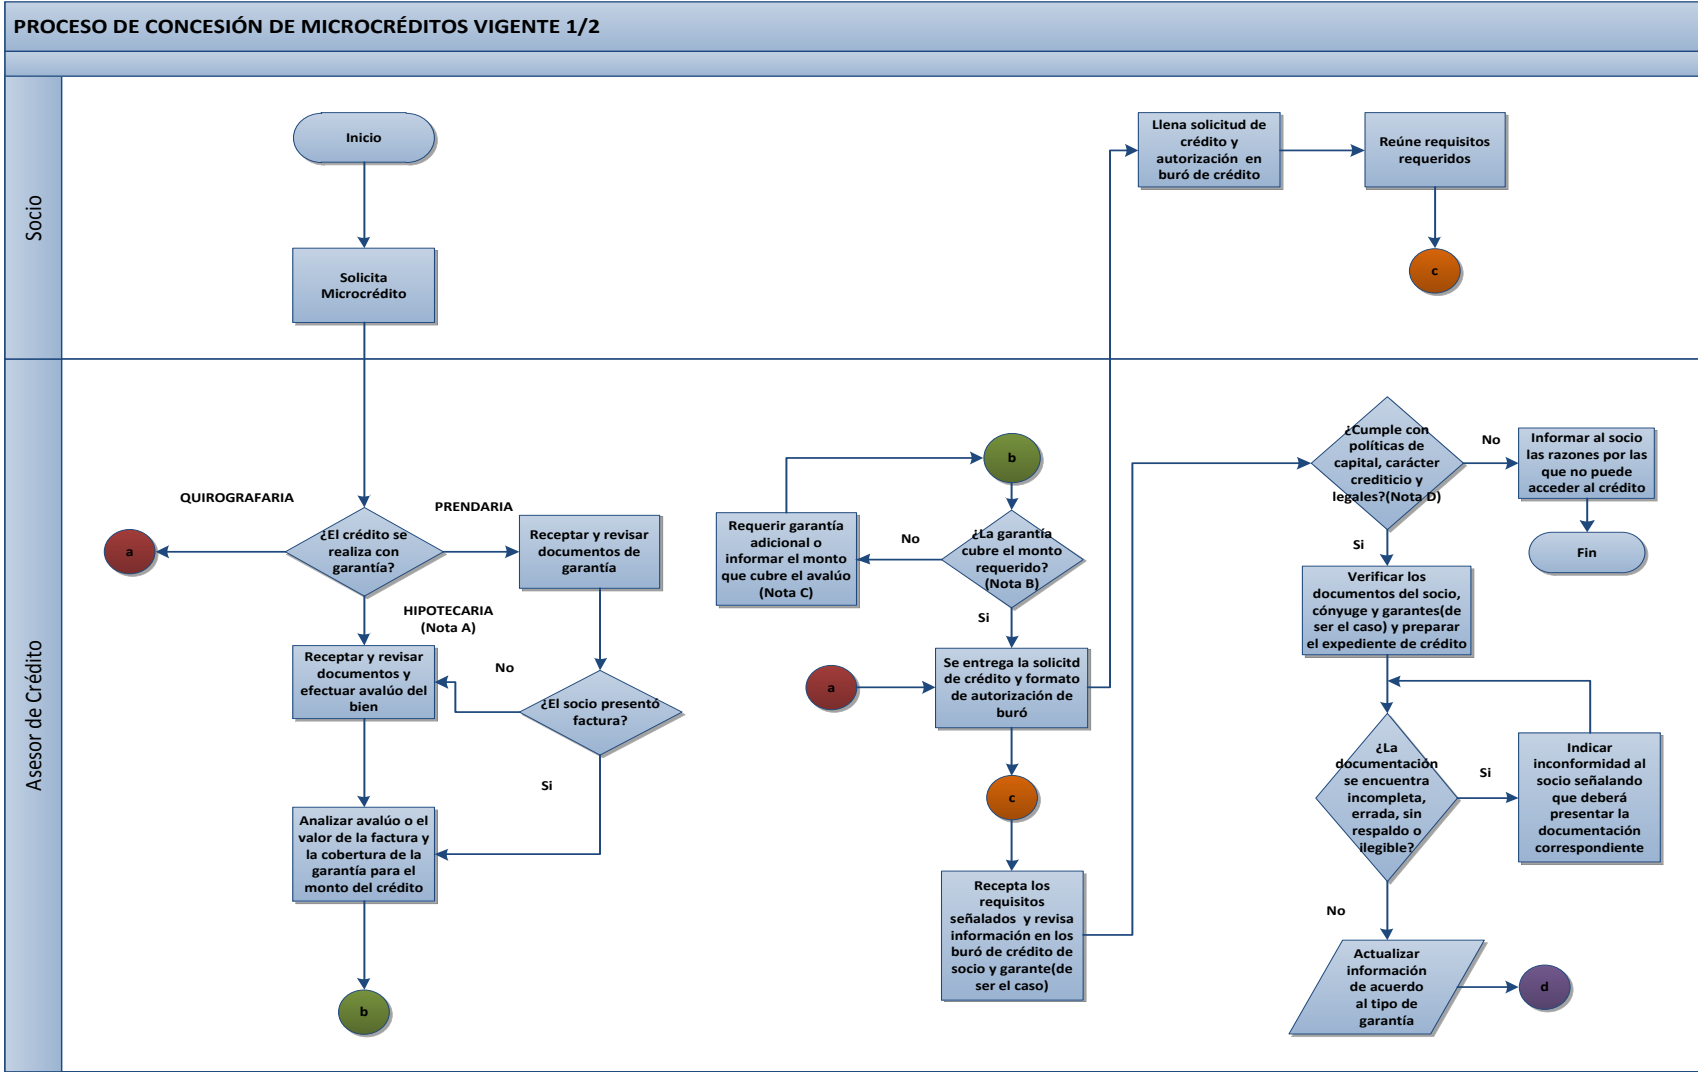 PROCESO DE CONCESIÓN DE MICROCRÉDITOS VIGENTE 1/2
Socio
Inicio
Solicita
Microcrédito
Llena solicitud de
crédito y
autorización en
buró de crédito
Reúne requisitos
requeridos
c
Asesor de Crédito
QUIROGRAFARIA
a
¿El crédito se
realiza con
garantía?
PRENDARIA
Receptar y revisar
documentos de
garantía
HIPOTECARIA
(Nota A)
Receptar y revisar
documentos y
efectuar avalúo del
bien
No
¿El socio presentó
factura?
Si
Analizar avalúo o el
valor de la factura y
la cobertura de la
garantía para el
monto del crédito
b
b
Requerir garantía
adicional o
informar el monto
que cubre el avalúo
(Nota C)
No
¿La garantía
cubre el monto
requerido?
(Nota B)
Si
a
Se entrega la solicitd
de crédito y formato
de autorización de
buró
c
Recepta los
requisitos
señalados y revisa
información en los
buró de crédito de
socio y garante(de
ser el caso)
¿Cumple con
políticas de
capital, carácter
crediticio y
legales?(Nota D)
No
Informar al socio
las razones por las
que no puede
acceder al crédito
Fin
Si
Verificar los
documentos del socio,
cónyuge y garantes(de
ser el caso) y preparar
el expediente de crédito
¿La
documentación
se encuentra
incompleta,
errada, sin
respaldo o
ilegible?
Si
Indicar
inconformidad al
socio señalando
que deberá
presentar la
documentación
correspondiente
No
Actualizar
información
de acuerdo
al tipo de
garantía
d